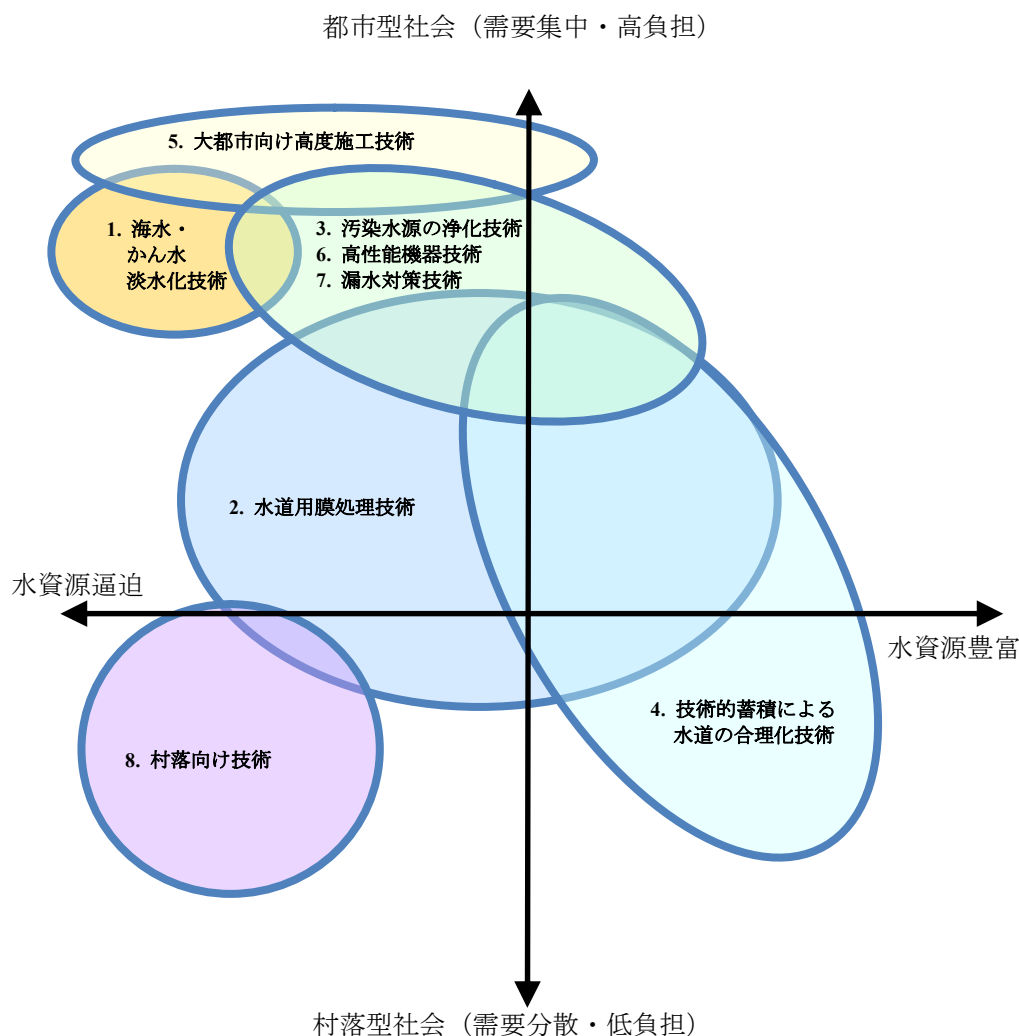 都市型社会（需要集中・高負担）
5. 大都市向け高度施工技術
1. 海水・
かん水
淡水化技術
3. 汚染水源の浄化技術
6. 高性能機器技術
7. 漏水対策技術
2. 水道用膜処理技術
水資源逼迫
水資源豊富
4. 技術的蓄積による
水道の合理化技術
8. 村落向け技術
村落型社会（需要分散・低負担）